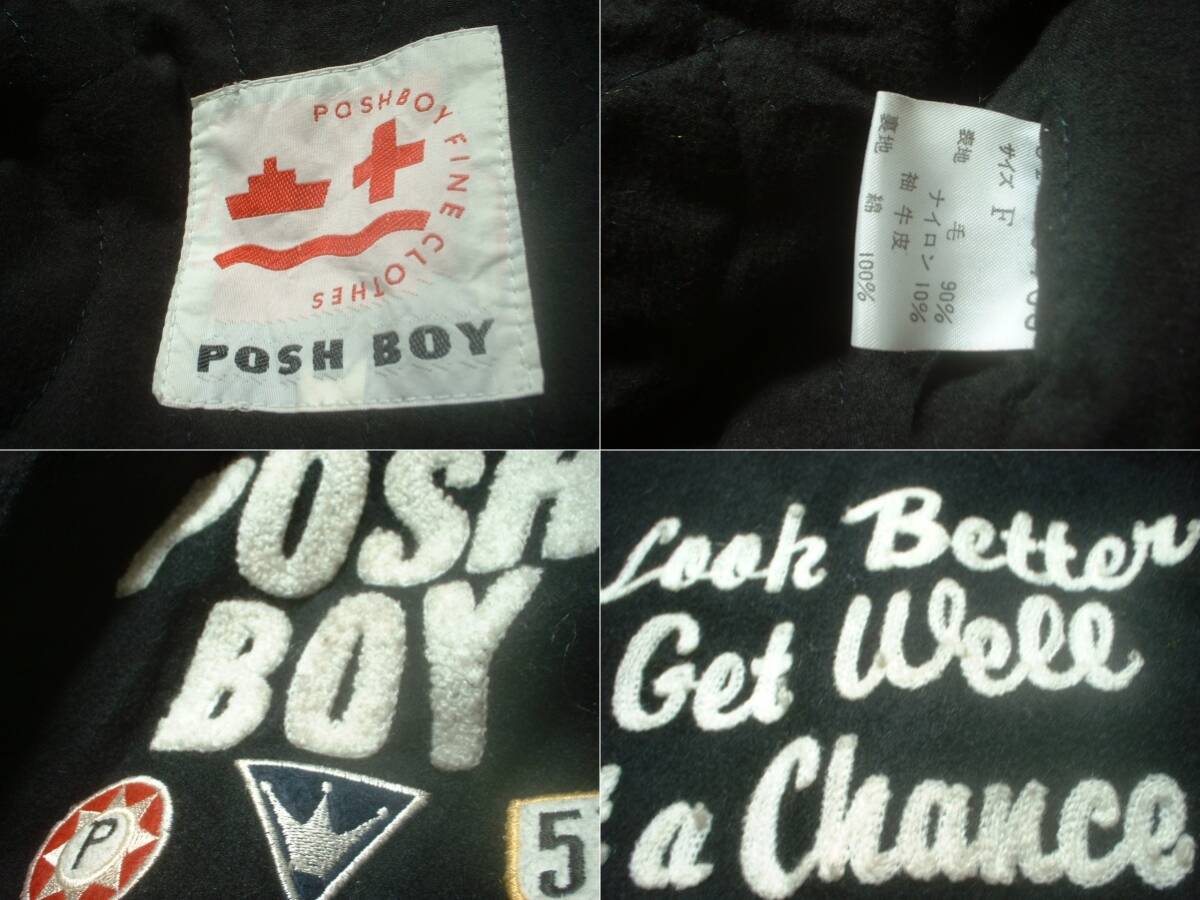 POSHBOY FINE CLOTHES
POSH BOY
サイズ F
表地 毛 90%
ナイロン 10%
袖 牛皮
裏地 綿 100%
POSH
BOY
P
5
Look Better
Get Well
a Chance